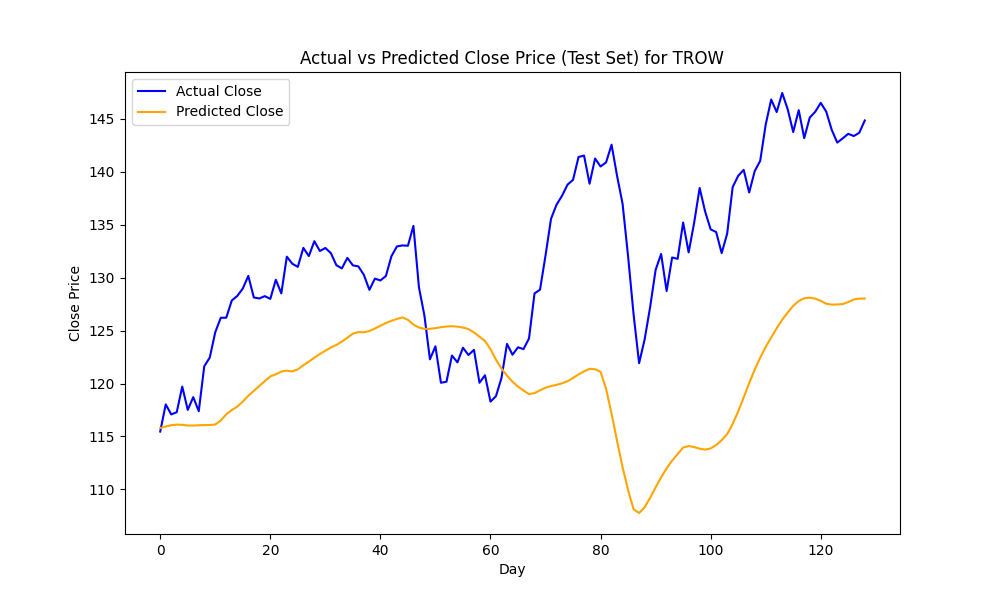 Actual vs Predicted Close Price (Test Set) for TROW
Actual Close
Predicted Close
145
140
135
130
125
120
115
110
Close Price
0 20 40 60 80 100 120
Day